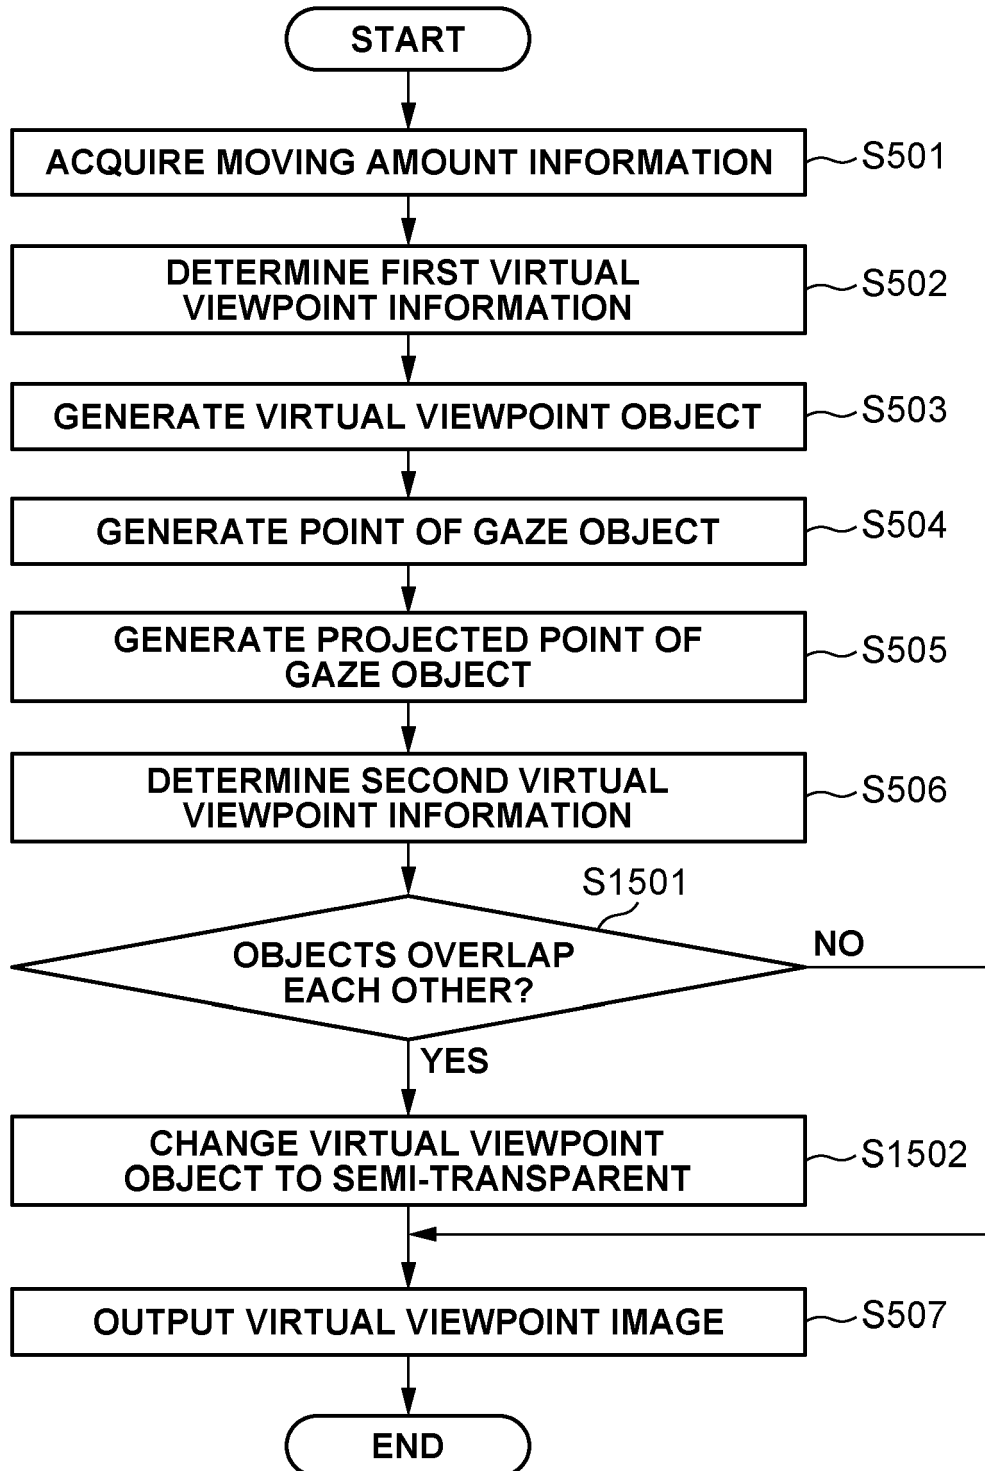 START
ACQUIRE MOVING AMOUNT INFORMATION
S501
DETERMINE FIRST VIRTUAL
VIEWPOINT INFORMATION
S502
GENERATE VIRTUAL VIEWPOINT OBJECT
S503
GENERATE POINT OF GAZE OBJECT
S504
GENERATE PROJECTED POINT OF
GAZE OBJECT
S505
DETERMINE SECOND VIRTUAL
VIEWPOINT INFORMATION
S506
S1501
OBJECTS OVERLAP
EACH OTHER?
NO
YES
CHANGE VIRTUAL VIEWPOINT
OBJECT TO SEMI-TRANSPARENT
S1502
OUTPUT VIRTUAL VIEWPOINT IMAGE
S507
END